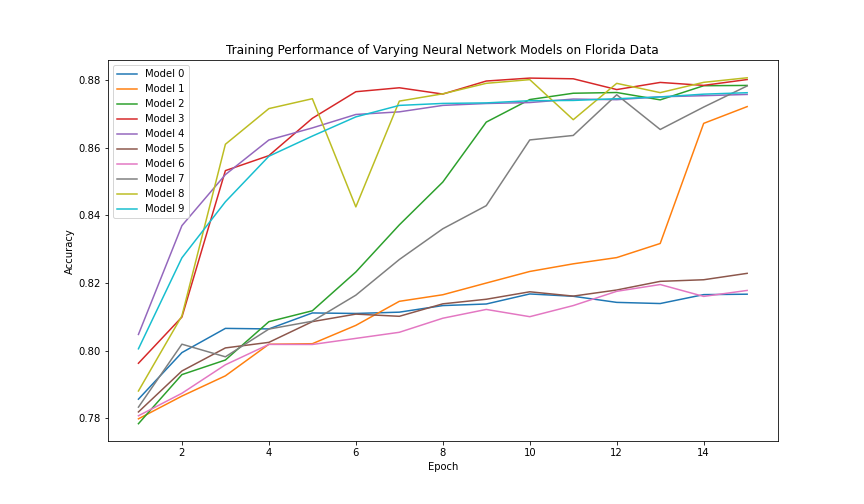 Training Performance of Varying Neural Network Models on Florida Data
Model 0
Model 1
Model 2
Model 3
Model 4
Model 5
Model 6
Model 7
Model 8
Model 9
0.88
0.86
0.84
0.82
0.80
0.78
Accuracy
2 4 6 8 10 12 14
Epoch